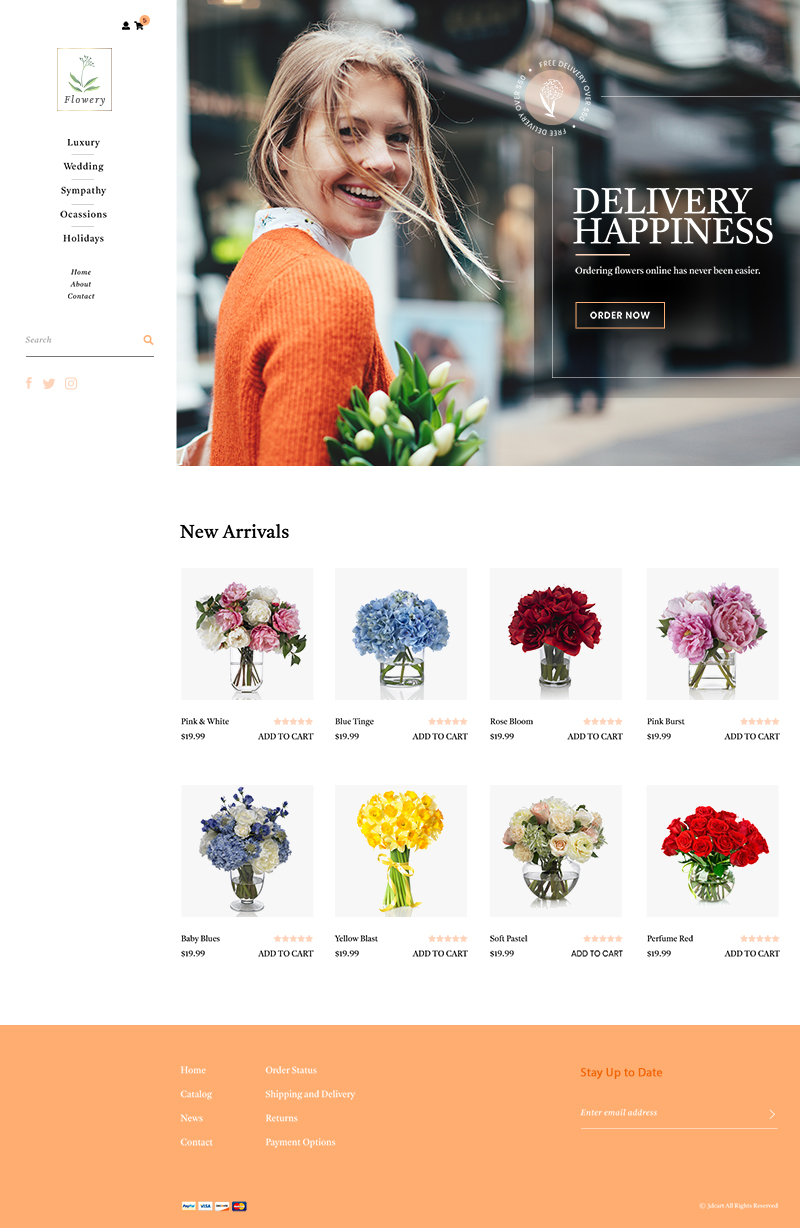 5
Flowery
Luxury
Wedding
Sympathy
Ocassions
Holidays
Home
About
Contact
Search
FREE DELIVERY OVER $50 • FREE DELIVERY OVER $50 •
DELIVERY
HAPPINESS
Ordering flowers online has never been easier.
ORDER NOW
New Arrivals
Pink & White
$19.99 ADD TO CART
Blue Tinge
$19.99 ADD TO CART
Rose Bloom
$19.99 ADD TO CART
Pink Burst
$19.99 ADD TO CART
Baby Blues
$19.99 ADD TO CART
Yellow Blast
$19.99 ADD TO CART
Soft Pastel
$19.99 ADD TO CART
Perfume Red
$19.99 ADD TO CART
Home
Catalog
News
Contact
Order Status
Shipping and Delivery
Returns
Payment Options
Stay Up to Date
Enter email address
PayPal VISA
© Jdcart All Rights Reserved